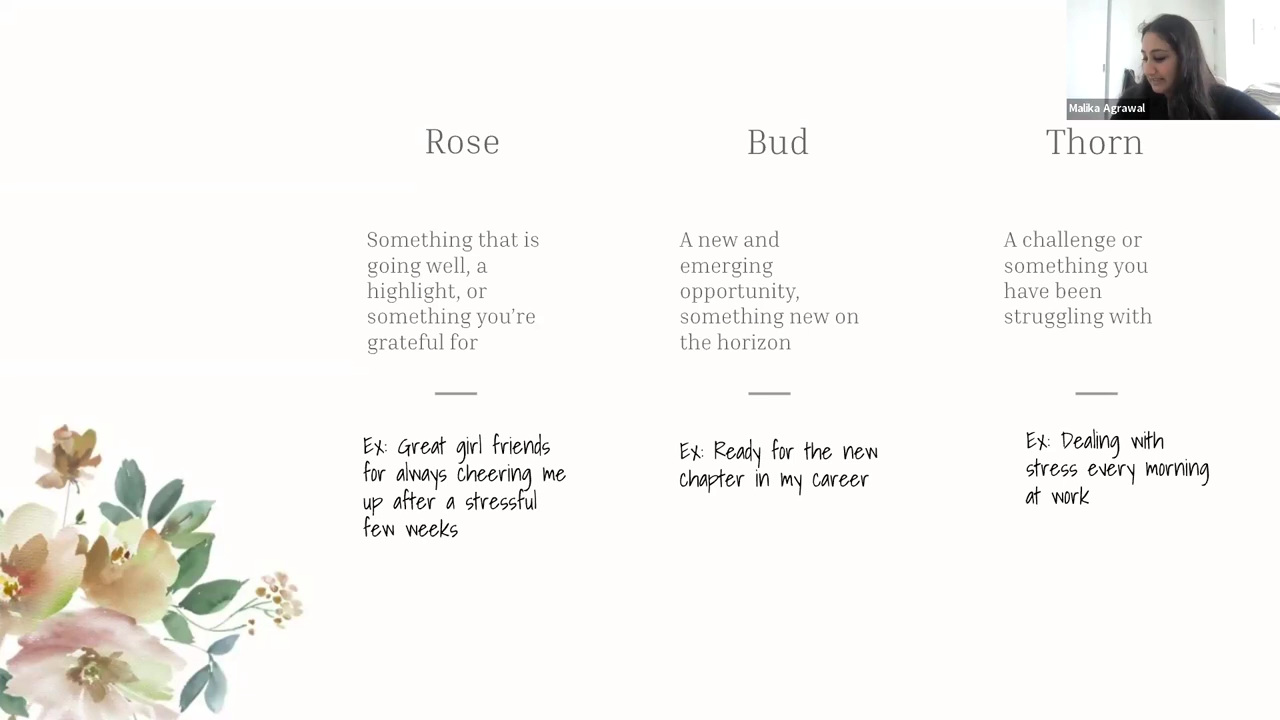 Malika Agrawal
Rose
Something that is
going well, a
highlight, or
something you're
grateful for
Ex: Great girl friends
for always cheering me
up after a stressful
few weeks
Bud
A new and
emerging
opportunity,
something new on
the horizon
Ex: Ready for the new
chapter in my career
Thorn
A challenge or
something you
have been
struggling with
Ex: Dealing with
stress every morning
at work